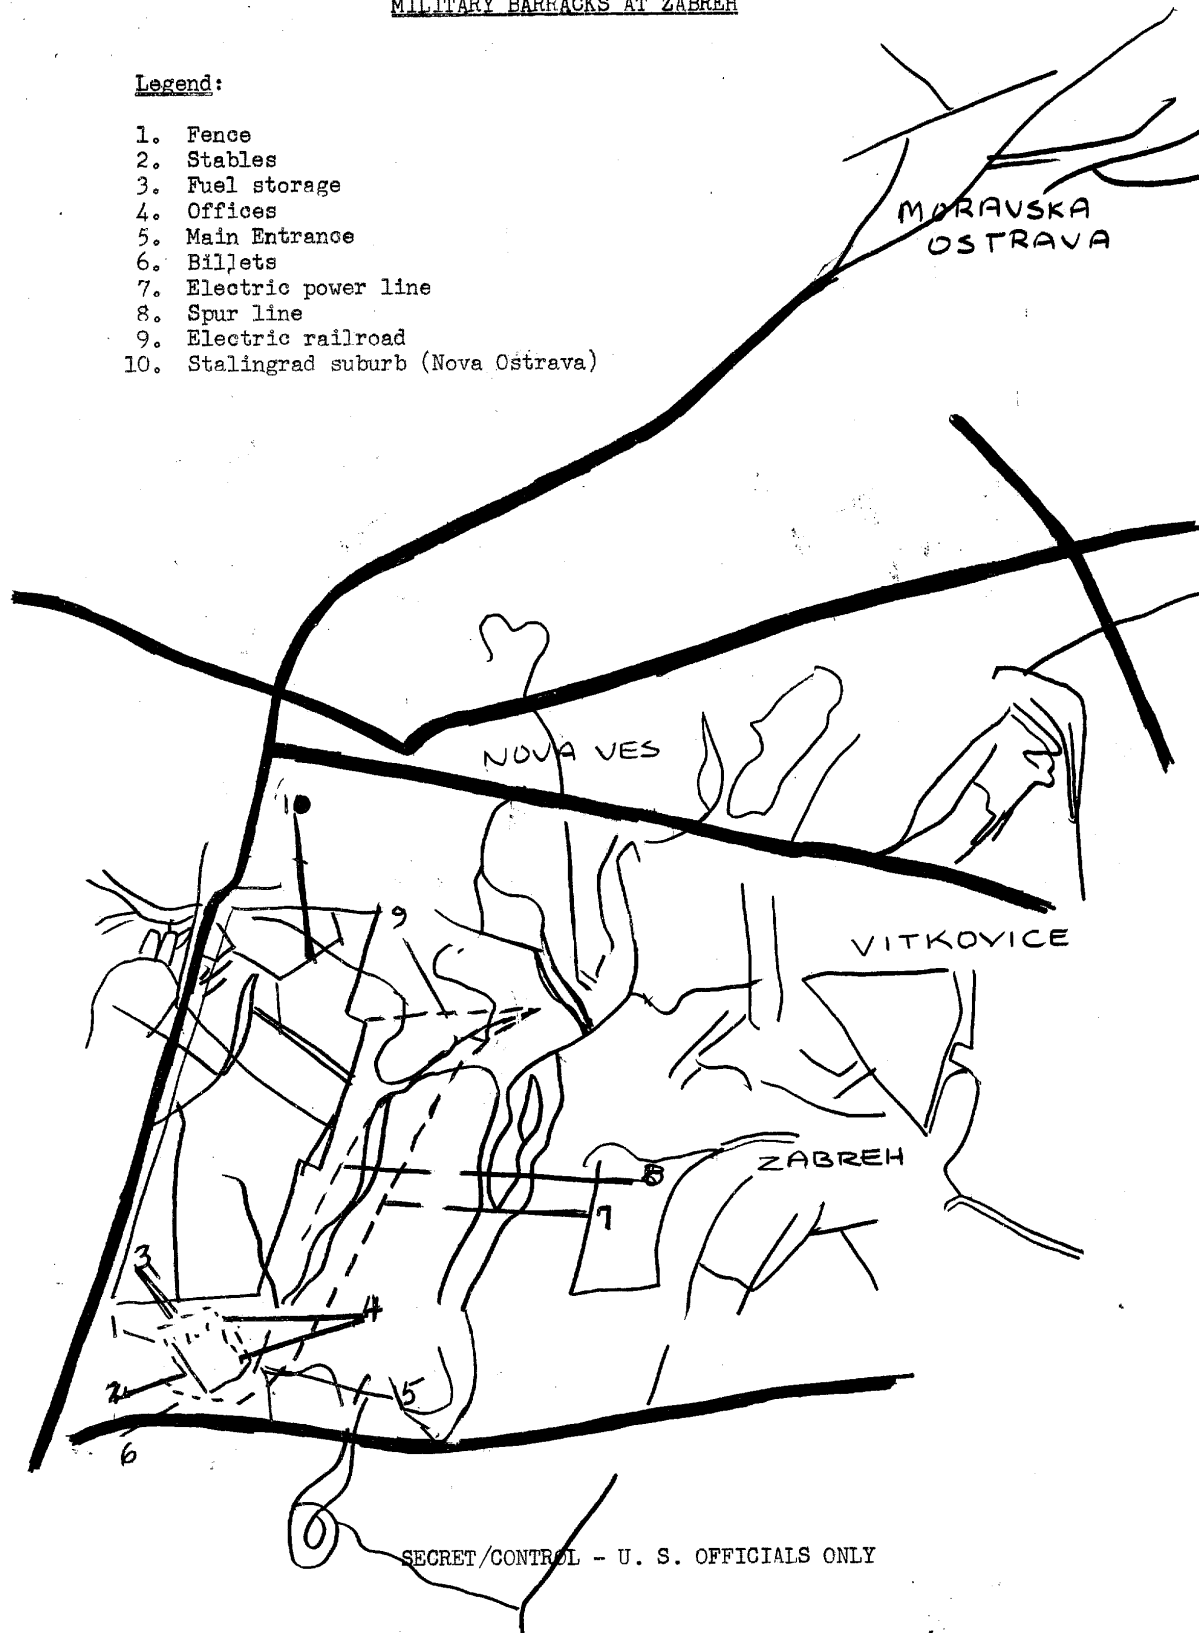 MILITARY BARRACKS AT ZABREH
Legend:
1. Fence
2. Stables
3. Fuel storage
4. Offices
5. Main Entrance
6. Billets
7. Electric power line
8. Spur line
9. Electric railroad
10. Stalingrad suburb (Nova Ostrava)
MORAVSKA
OSTRAVA
NOVA VES
10
9
VITKOVICE
ZABREH
8
7
3
4
1
2
5
6
SECRET/CONTROL - U. S. OFFICIALS ONLY